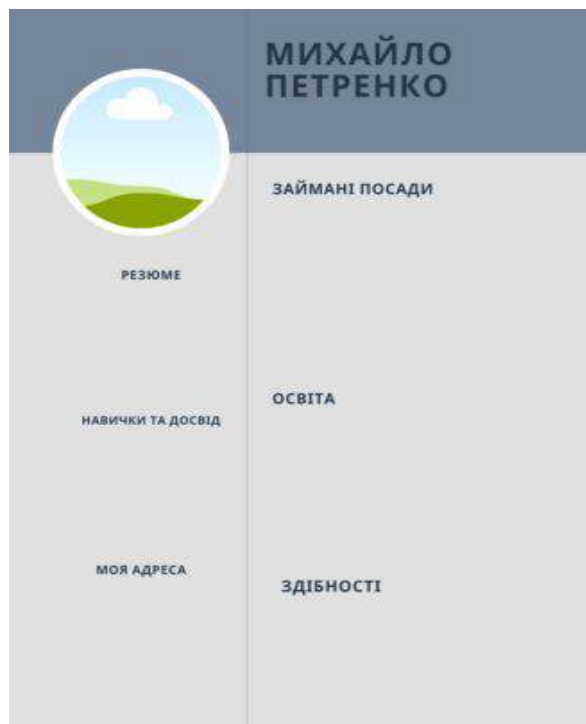 МИХАЙЛО
ПЕТРЕНКО
ЗАЙМАНІ ПОСАДИ
РЕЗЮМЕ
ОСВІТА
НАВИЧКИ ТА ДОСВІД
МОЯ АДРЕСА
ЗДІБНОСТІ